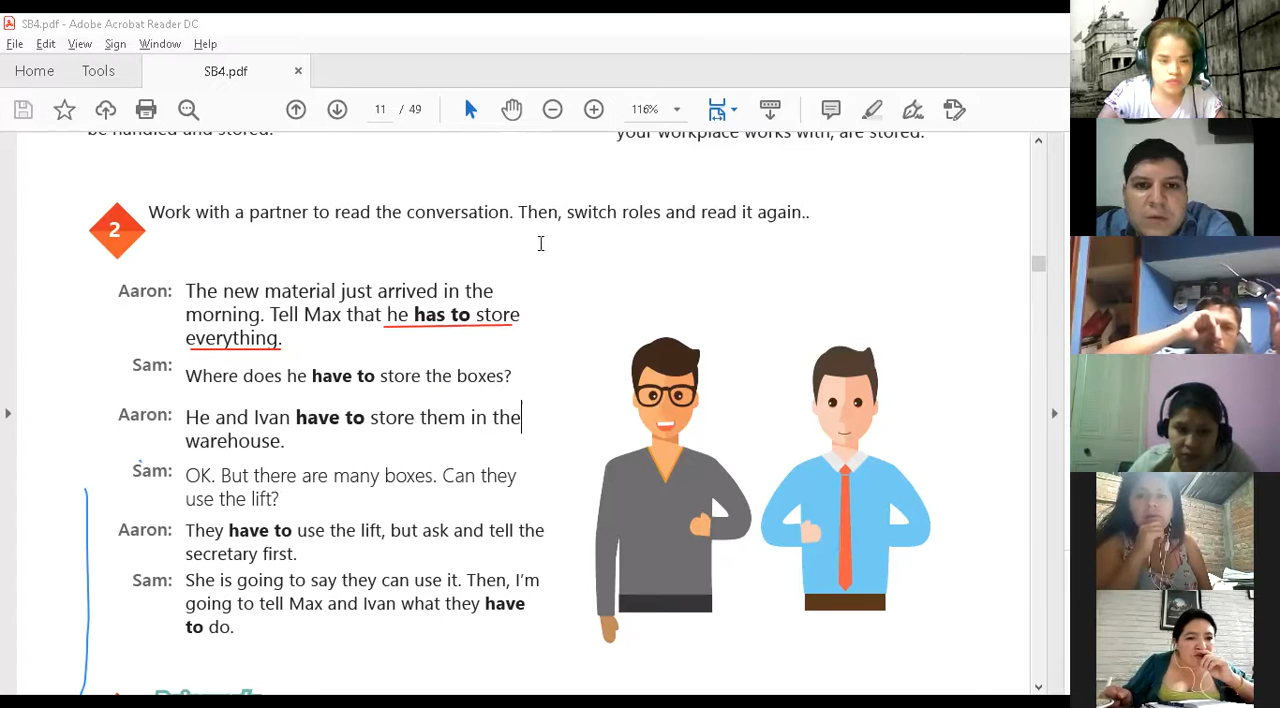 SB4.pdf - Adobe Acrobat Reader DC
File Edit View Sign Window Help
Home Tools SB4.pdf ×
11 / 49 116%
be handled and stored.
your workplace works with, are stored.
2
Work with a partner to read the conversation. Then, switch roles and read it again..
Aaron: The new material just arrived in the
morning. Tell Max that he has to store
everything.
Sam: Where does he have to store the boxes?
Aaron: He and Ivan have to store them in the
warehouse.
Sam: OK. But there are many boxes. Can they
use the lift?
Aaron: They have to use the lift, but ask and tell the
secretary first.
Sam: She is going to say they can use it. Then, I'm
going to tell Max and Ivan what they have
to do.